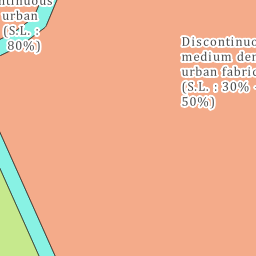 ntinuous
urban
(S.L. :
80%)
Discontinuo
medium den
urban fabric
(S.L. : 30% -
50%)